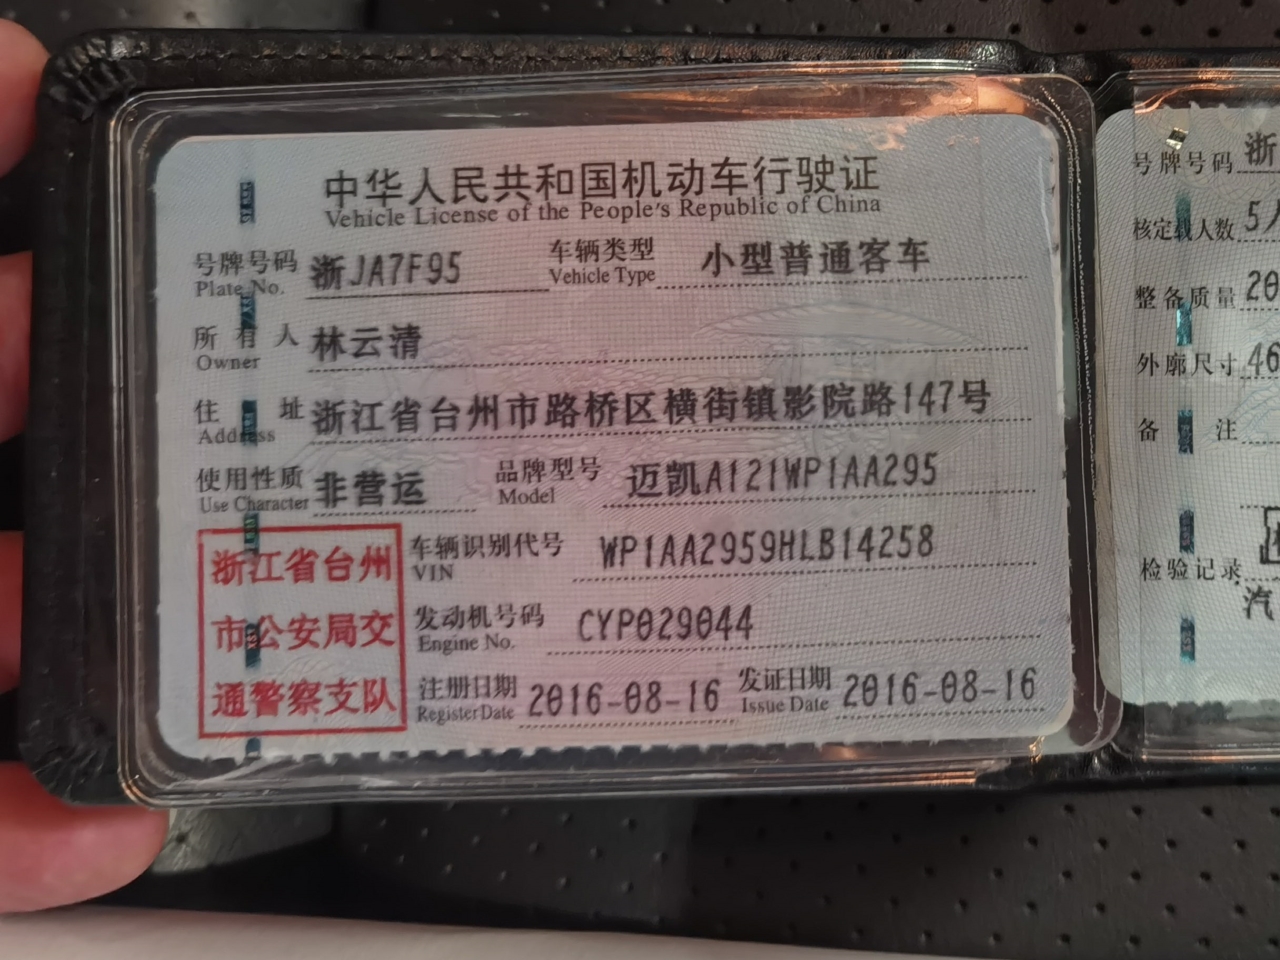 中华人民共和国机动车行驶证
Vehicle License of the People's Republic of China
号牌号码 浙JA7F95 车辆类型 小型普通客车
Plate No. Vehicle Type
所有人 林云清
Owner
住址 浙江省台州市路桥区横街镇影院路147号
Address
使用性质 非营运 品牌型号 迈凯A121WP1AA295
Use Character Model
浙江省台州
市公安局交
通警察支队
车辆识别代号 WP1AA2959HLB14258
VIN
发动机号码 CYP029044
Engine No.
注册日期 2016-08-16 发证日期 2016-08-16
Register Date Issue Date
号牌号码 浙
核定载人数 5人
整备质量 20
外廓尺寸 46
备注
检验记录
汽